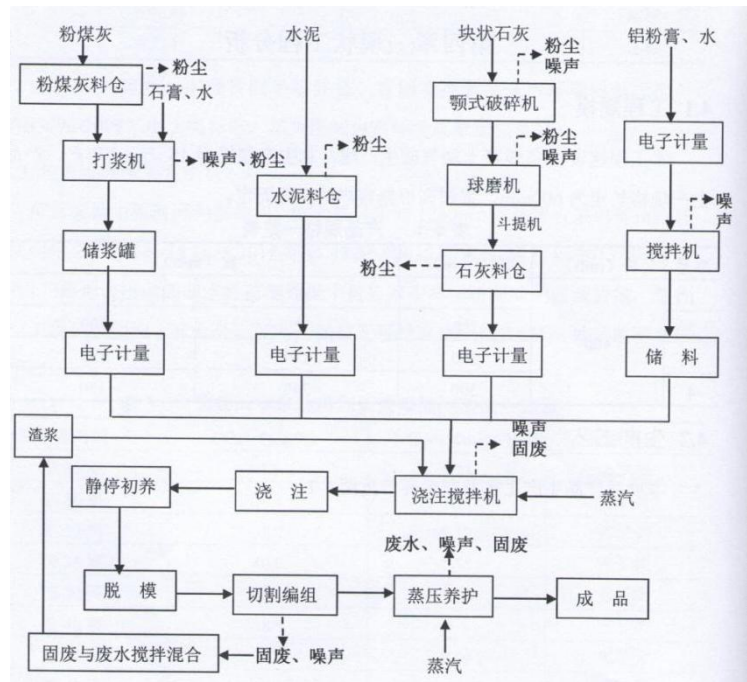 粉煤灰
水泥
块状石灰
铝粉膏、水
粉煤灰料仓
粉尘
石膏、水
粉尘
噪声
颚式破碎机
打浆机
噪声、粉尘
粉尘
水泥料仓
粉尘
噪声
球磨机
电子计量
斗提机
噪声
储浆罐
粉尘
石灰料仓
搅拌机
电子计量
电子计量
电子计量
储 料
渣浆
噪声
固废
静停初养
浇 注
浇注搅拌机
蒸汽
废水、噪声、固废
脱 模
切割编组
蒸压养护
成 品
固废与废水搅拌混合
固废、噪声
蒸汽